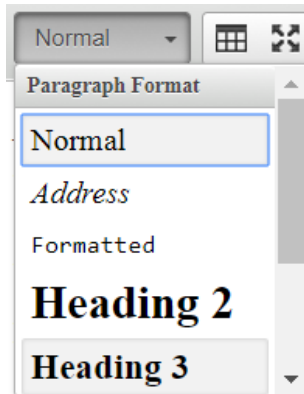 Normal
Paragraph Format
Normal
Address
Formatted
Heading 2
Heading 3